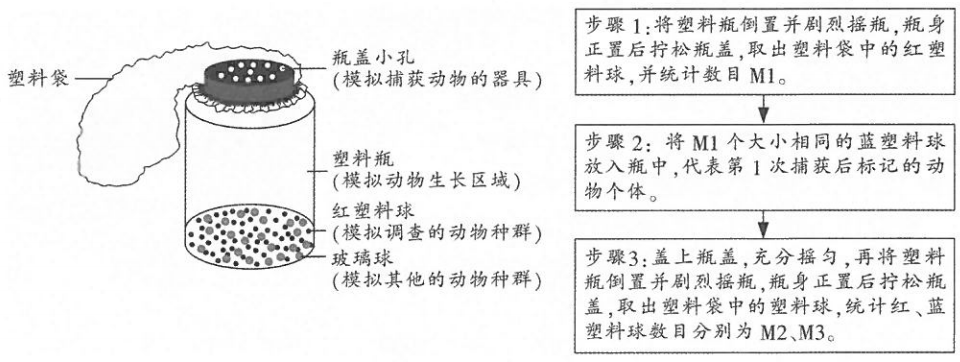 塑料袋
瓶盖小孔
(模拟捕获动物的器具)
塑料瓶
(模拟动物生长区域)
红塑料球
(模拟调查的动物种群)
玻璃球
(模拟其他的动物种群)
步骤1:将塑料瓶倒置并剧烈摇瓶,瓶身
正置后拧松瓶盖,取出塑料袋中的红塑
料球,并统计数目M1。
步骤2:将M1个大小相同的蓝塑料球
放入瓶中,代表第1次捕获后标记的动
物个体。
步骤3:盖上瓶盖,充分摇匀,再将塑料
瓶倒置并剧烈摇瓶,瓶身正置后拧松瓶
盖,取出塑料袋中的塑料球,统计红、蓝
塑料球数目分别为M2、M3。